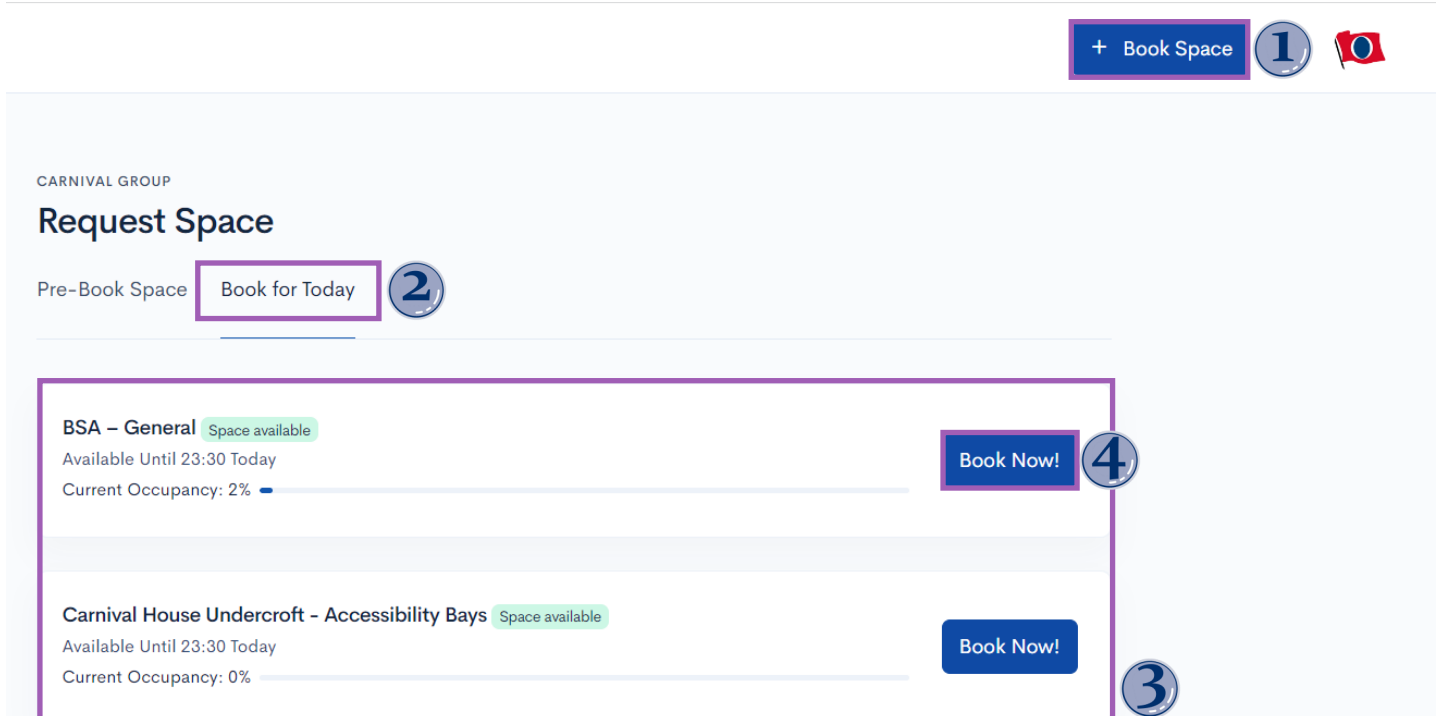 + Book Space 1
CARNIVAL GROUP
Request Space
Pre-Book Space Book for Today 2
BSA – General Space available
Available Until 23:30 Today
Current Occupancy: 2%
Book Now! 4
Carnival House Undercroft - Accessibility Bays Space available
Available Until 23:30 Today
Current Occupancy: 0%
Book Now!
3